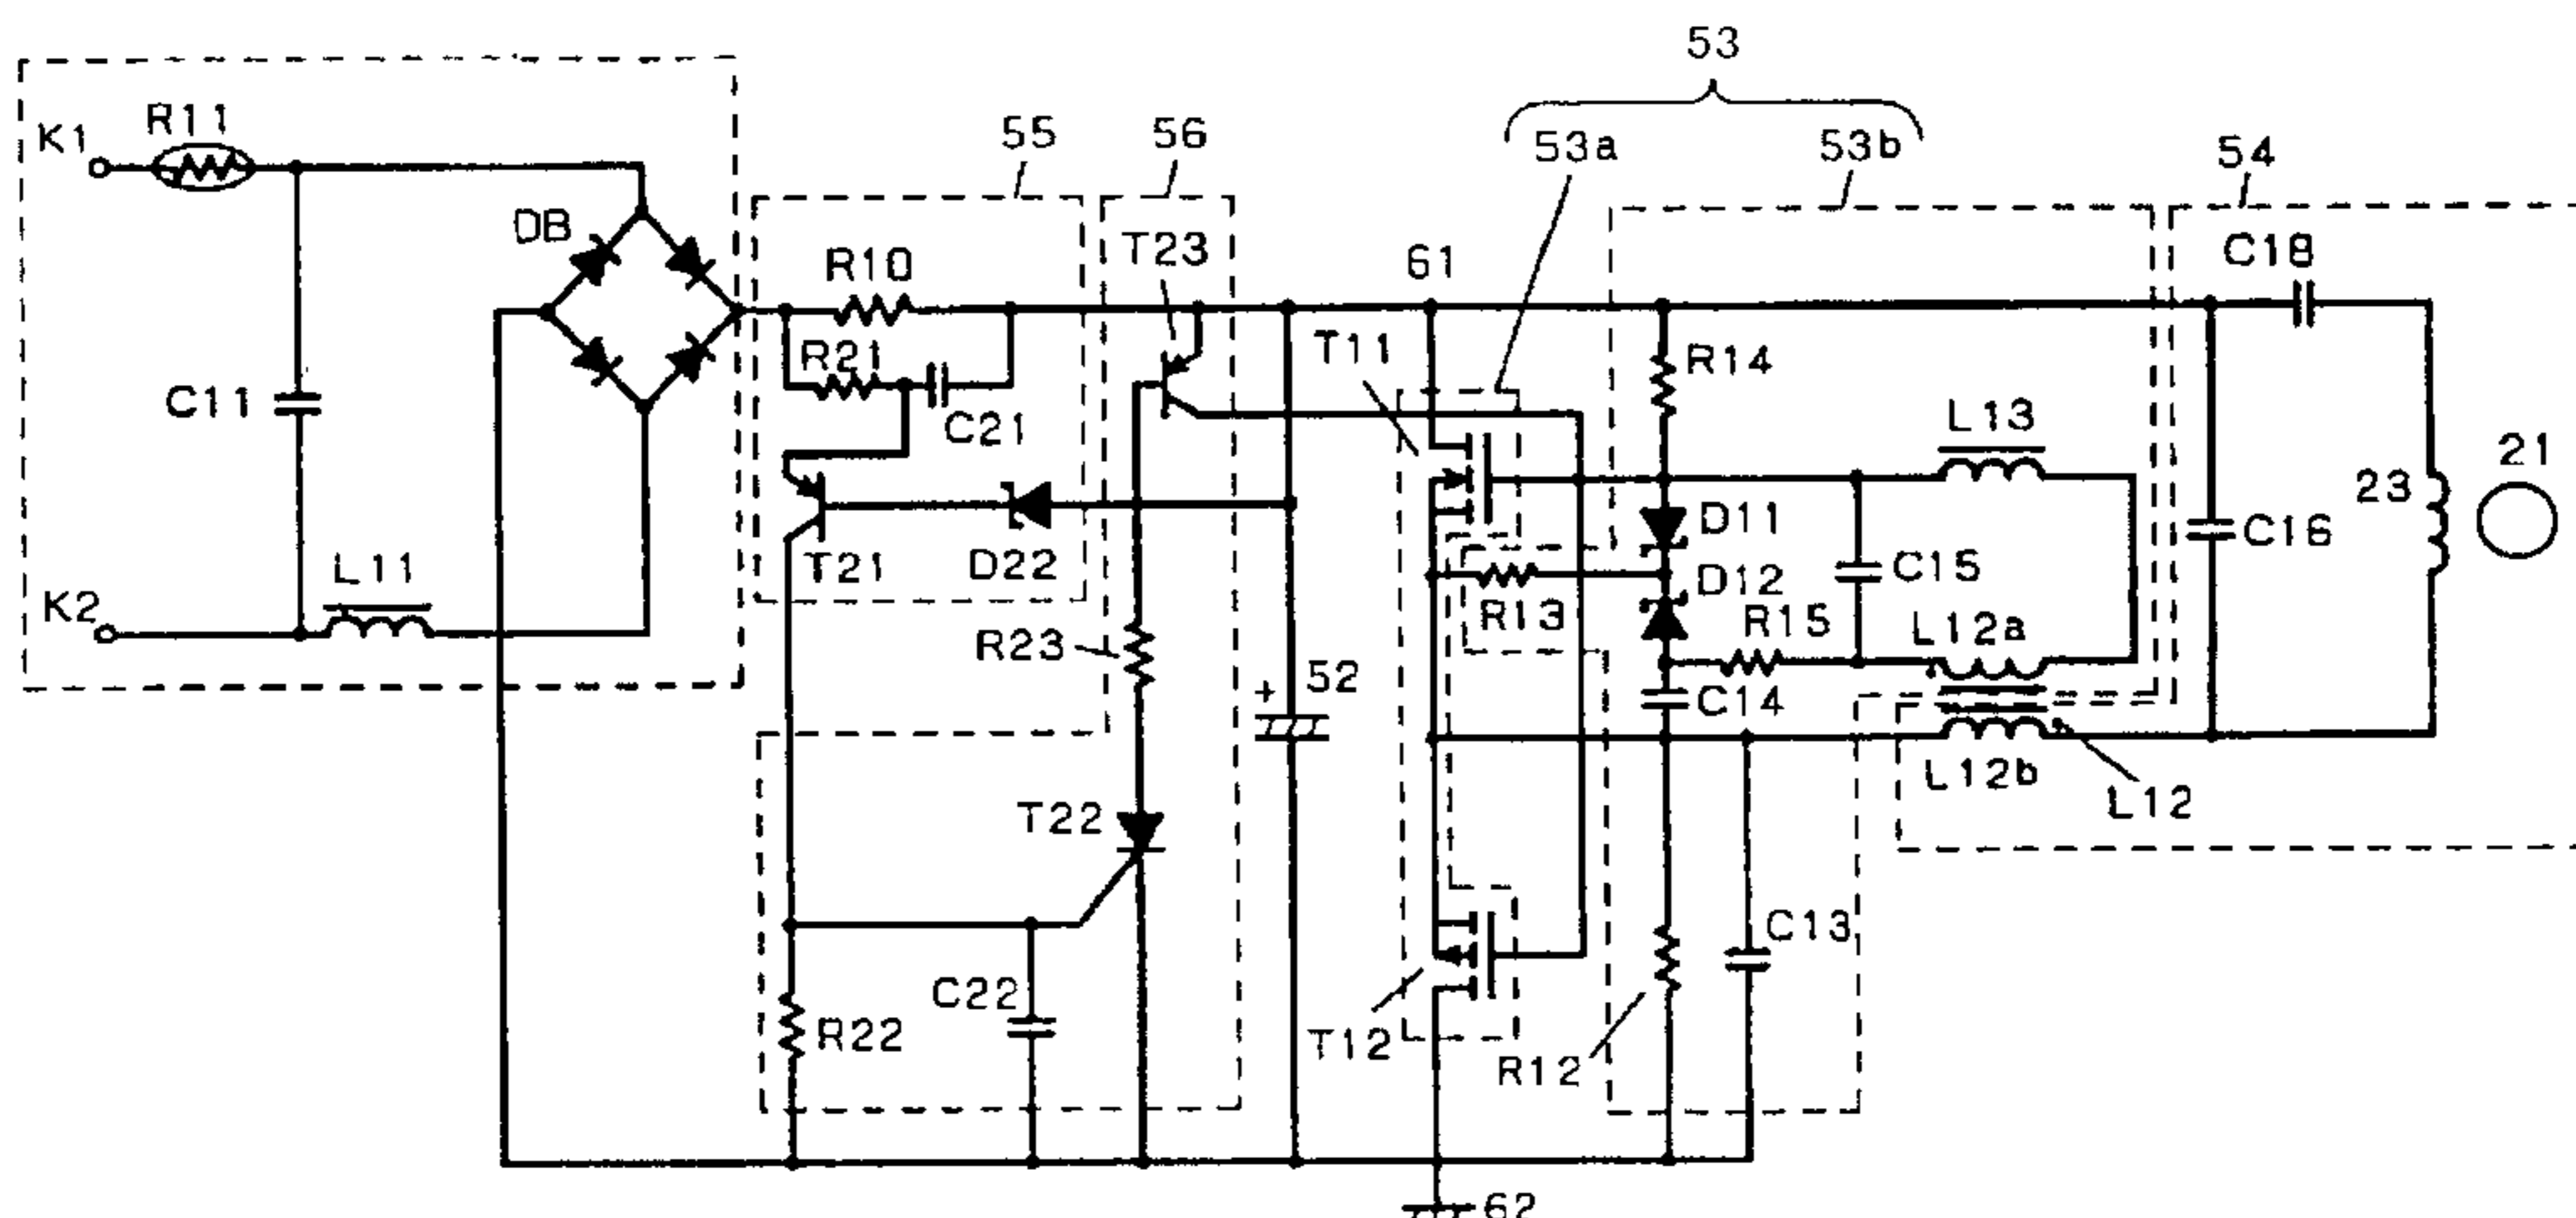 53
53a
53b
54
55
56
K1
R11
DB
R10
T23
61
C18
R21
T11
R14
C11
C21
L13
23
21
L11
T21
D22
D11
C15
C16
D12
K2
R23
R13
R15
L12a
52
+
C14
L12b
L12
T22
C22
C13
R22
T12
R12
62